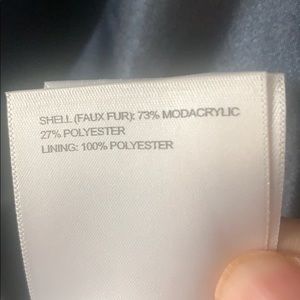 SHELL (FAUX FUR): 73% MODACRYLIC
27% POLYESTER
LINING: 100% POLYESTER